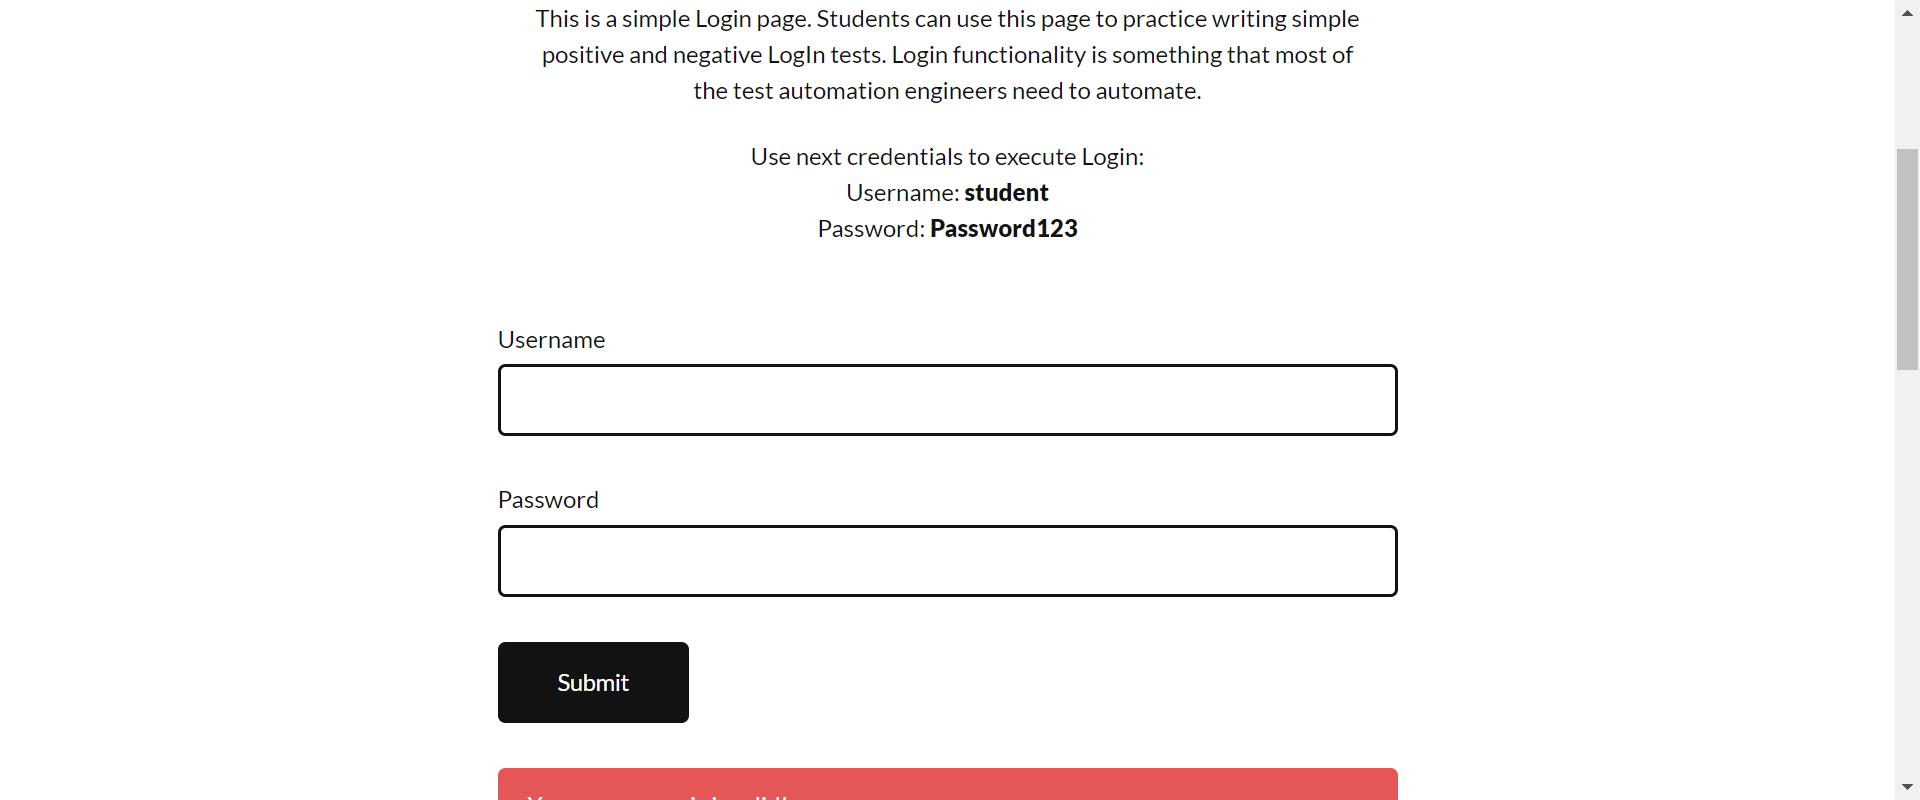 This is a simple Login page. Students can use this page to practice writing simple
positive and negative LogIn tests. Login functionality is something that most of
the test automation engineers need to automate.
Use next credentials to execute Login:
Username: student
Password: Password123
Username
Password
Submit